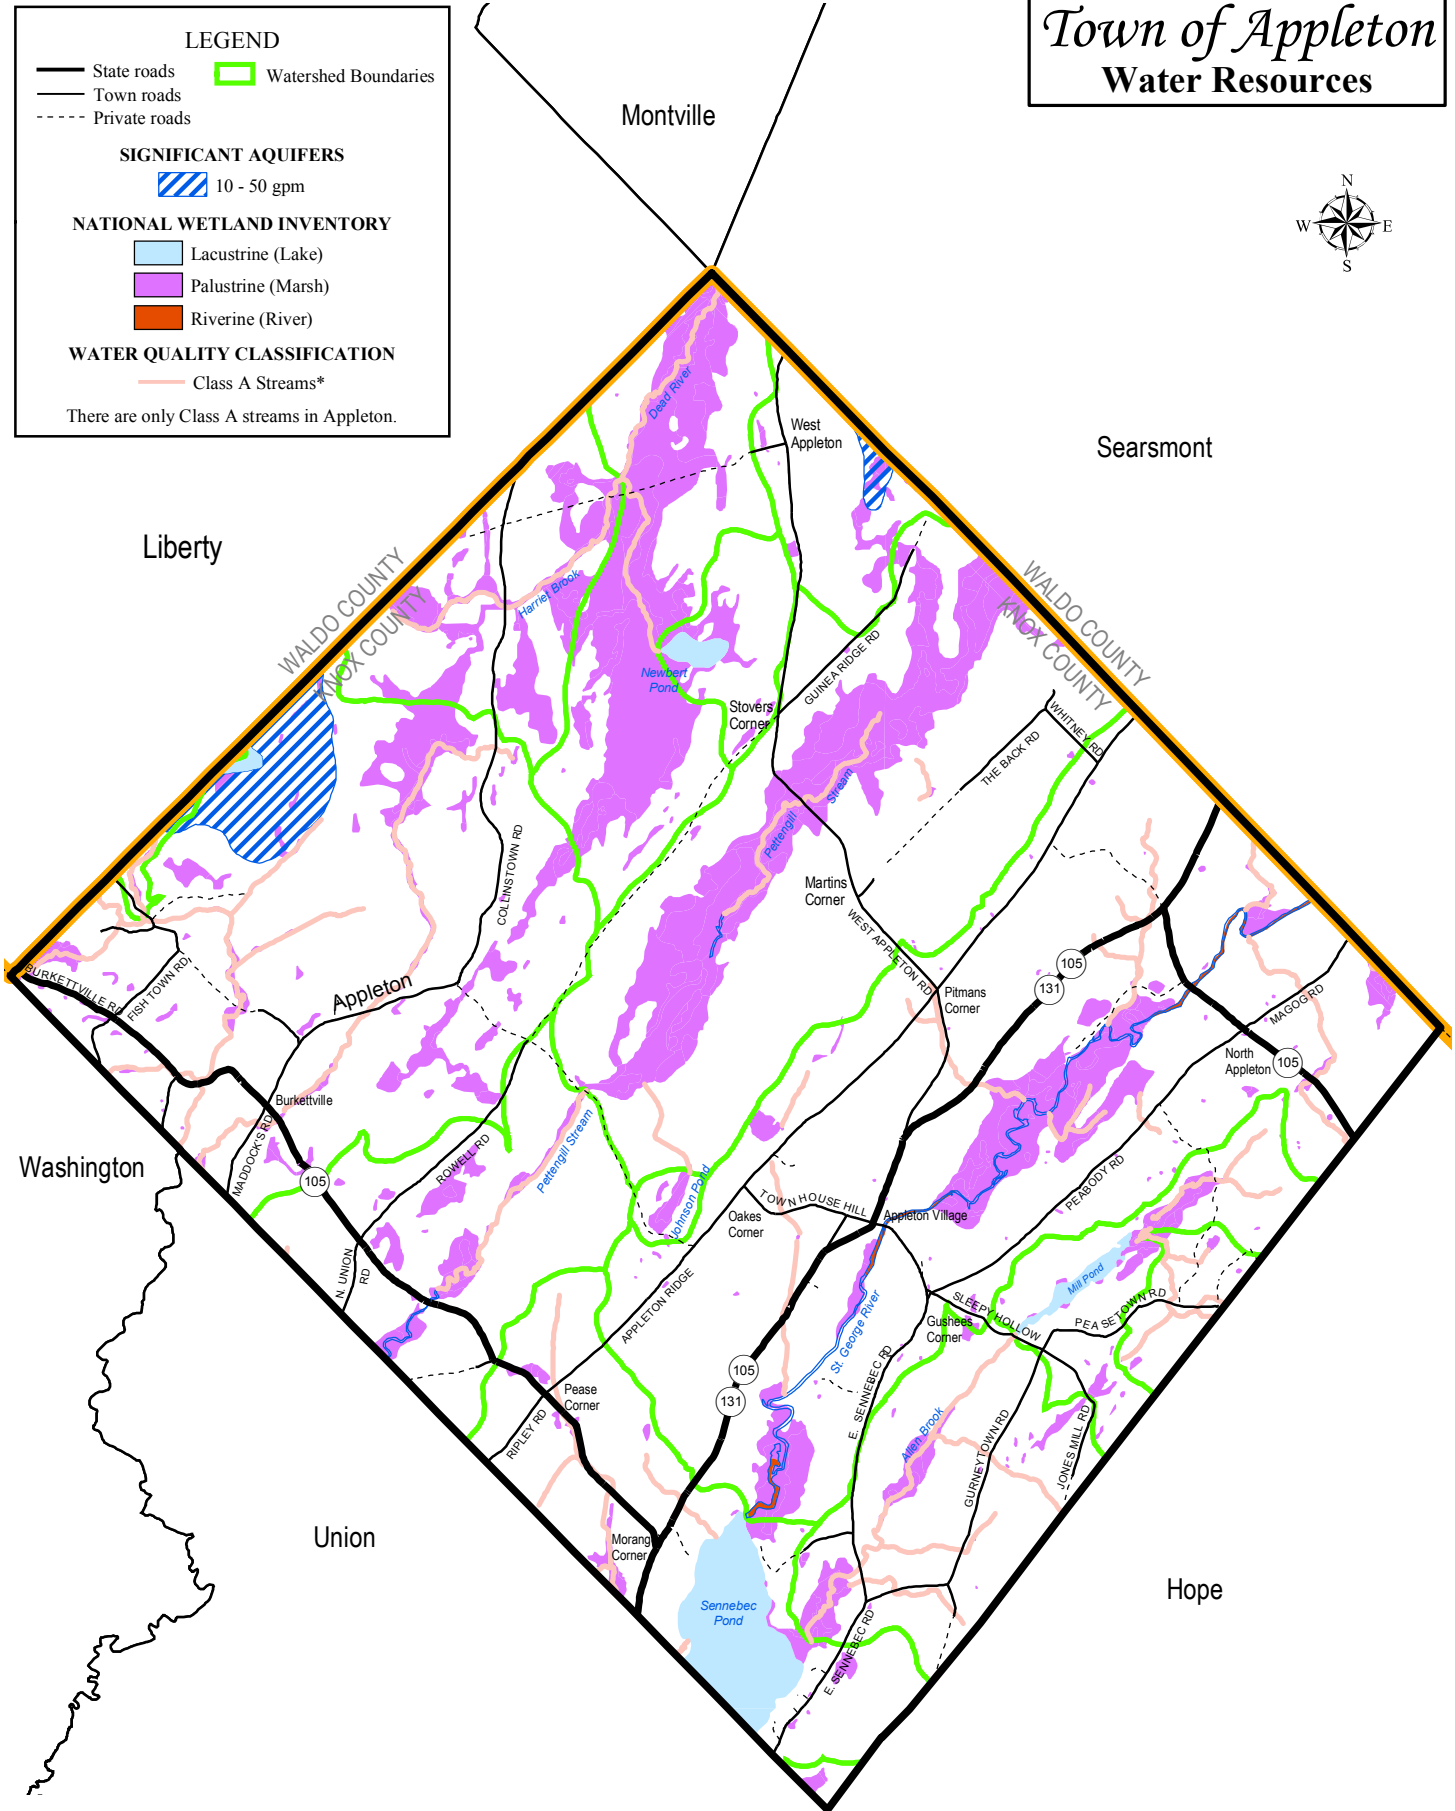 Town of Appleton
Water Resources
LEGEND
State roads
Watershed Boundaries
Town roads
Private roads
SIGNIFICANT AQUIFERS
10 - 50 gpm
NATIONAL WETLAND INVENTORY
Lacustrine (Lake)
Palustrine (Marsh)
Riverine (River)
WATER QUALITY CLASSIFICATION
Class A Streams*
There are only Class A streams in Appleton.
Montville
N
W
E
S
Searsmont
Liberty
Dead River
West
Appleton
WALDO COUNTY
KNOX COUNTY
WALDO COUNTY
KNOX COUNTY
Harriet Brook
Newbert
Pond
GUINEA RIDGE RD
Stovers
Corner
WHITNEY RD
THE BACK RD
Pettengill
Stream
COLLINSTOWN RD
Martins
Corner
WEST APPLETON RD
Pitmans
Corner
105
131
MAGOG RD
North
Appleton
105
BURKETTVILLE RD
FISH TOWN RD
Appleton
Burkettville
MADDOCK'S RD
Washington
105
ROWELL RD
Pettengill Stream
Johnson Pond
PEABODY RD
TOWN HOUSE HILL
Oakes
Corner
Appleton Village
N. UNION
RD
APPLETON RIDGE
St. George River
Mill Pond
SLEEPY HOLLOW
PEASETOWN RD
Gushees
Corner
E. SENNEBEC RD
105
131
Pease
Corner
RIPLEY RD
Allen Brook
GURNEYTOWN RD
JONES MILL RD
Union
Morang
Corner
Sennebec
Pond
E. SENNEBEC RD
Hope